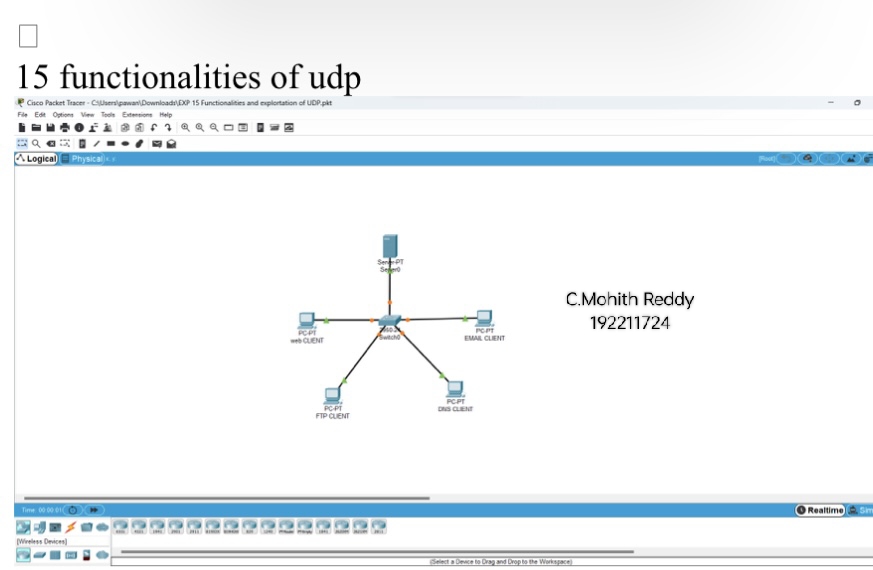 15 functionalities of udp
Cisco Packet Tracer - C:\Users\pawan\Downloads\EXP 15 Functionalities and explortation of UDP.pkt
File Edit Options View Tools Extensions Help
Logical Physical
[Root]
Server-PT
Server0
PC-PT
web CLIENT
Switch0
PC-PT
EMAIL CLIENT
C.Mohith Reddy
192211724
PC-PT
FTP CLIENT
PC-PT
DNS CLIENT
Time: 00:00:01
Realtime
Sim
[Wireless Devices]
(Select a Device to Drag and Drop to the Workspace)